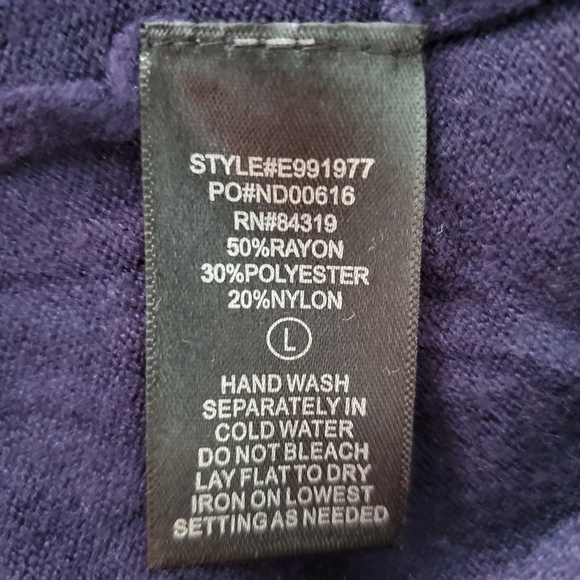 STYLE#E991977
PO#ND00616
RN#84319
50%RAYON
30%POLYESTER
20%NYLON
L
HAND WASH
SEPARATELY IN
COLD WATER
DO NOT BLEACH
LAY FLAT TO DRY
IRON ON LOWEST
SETTING AS NEEDED